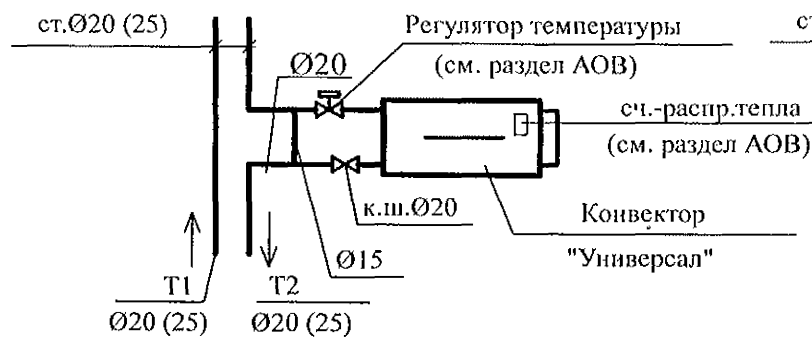 ст.Ø20 (25)
Регулятор температуры
(см. раздел АОВ)
ст
Ø20
сч.-распр.тепла
(см. раздел АОВ)
к.ш.Ø20
Конвектор
"Универсал"
Ø15
T1
Ø20 (25)
T2
Ø20 (25)